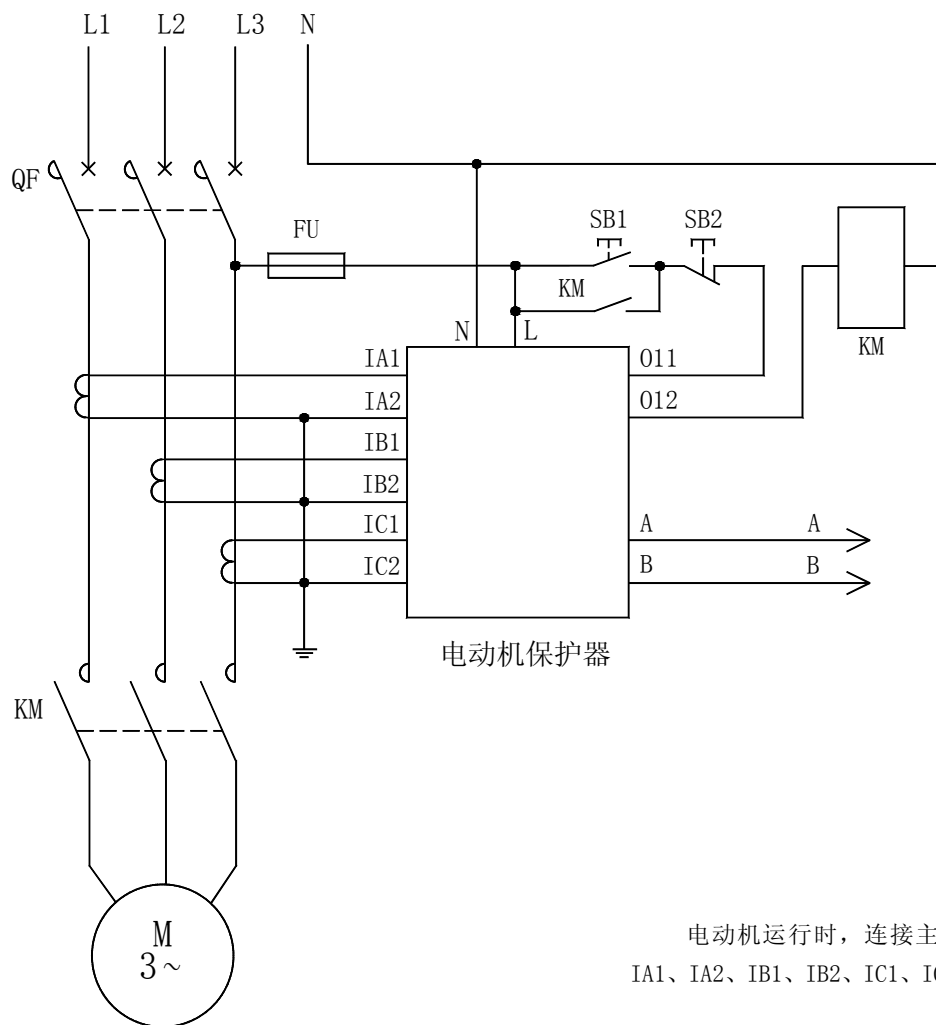 L1 L2 L3 N
QF
FU
SB1 SB2
KM
KM
N L
IA1
IA2
IB1
IB2
IC1
IC2
O11
O12
A A
B B
电动机保护器
KM
M
3~
电动机运行时，连接主
IA1、IA2、IB1、IB2、IC1、